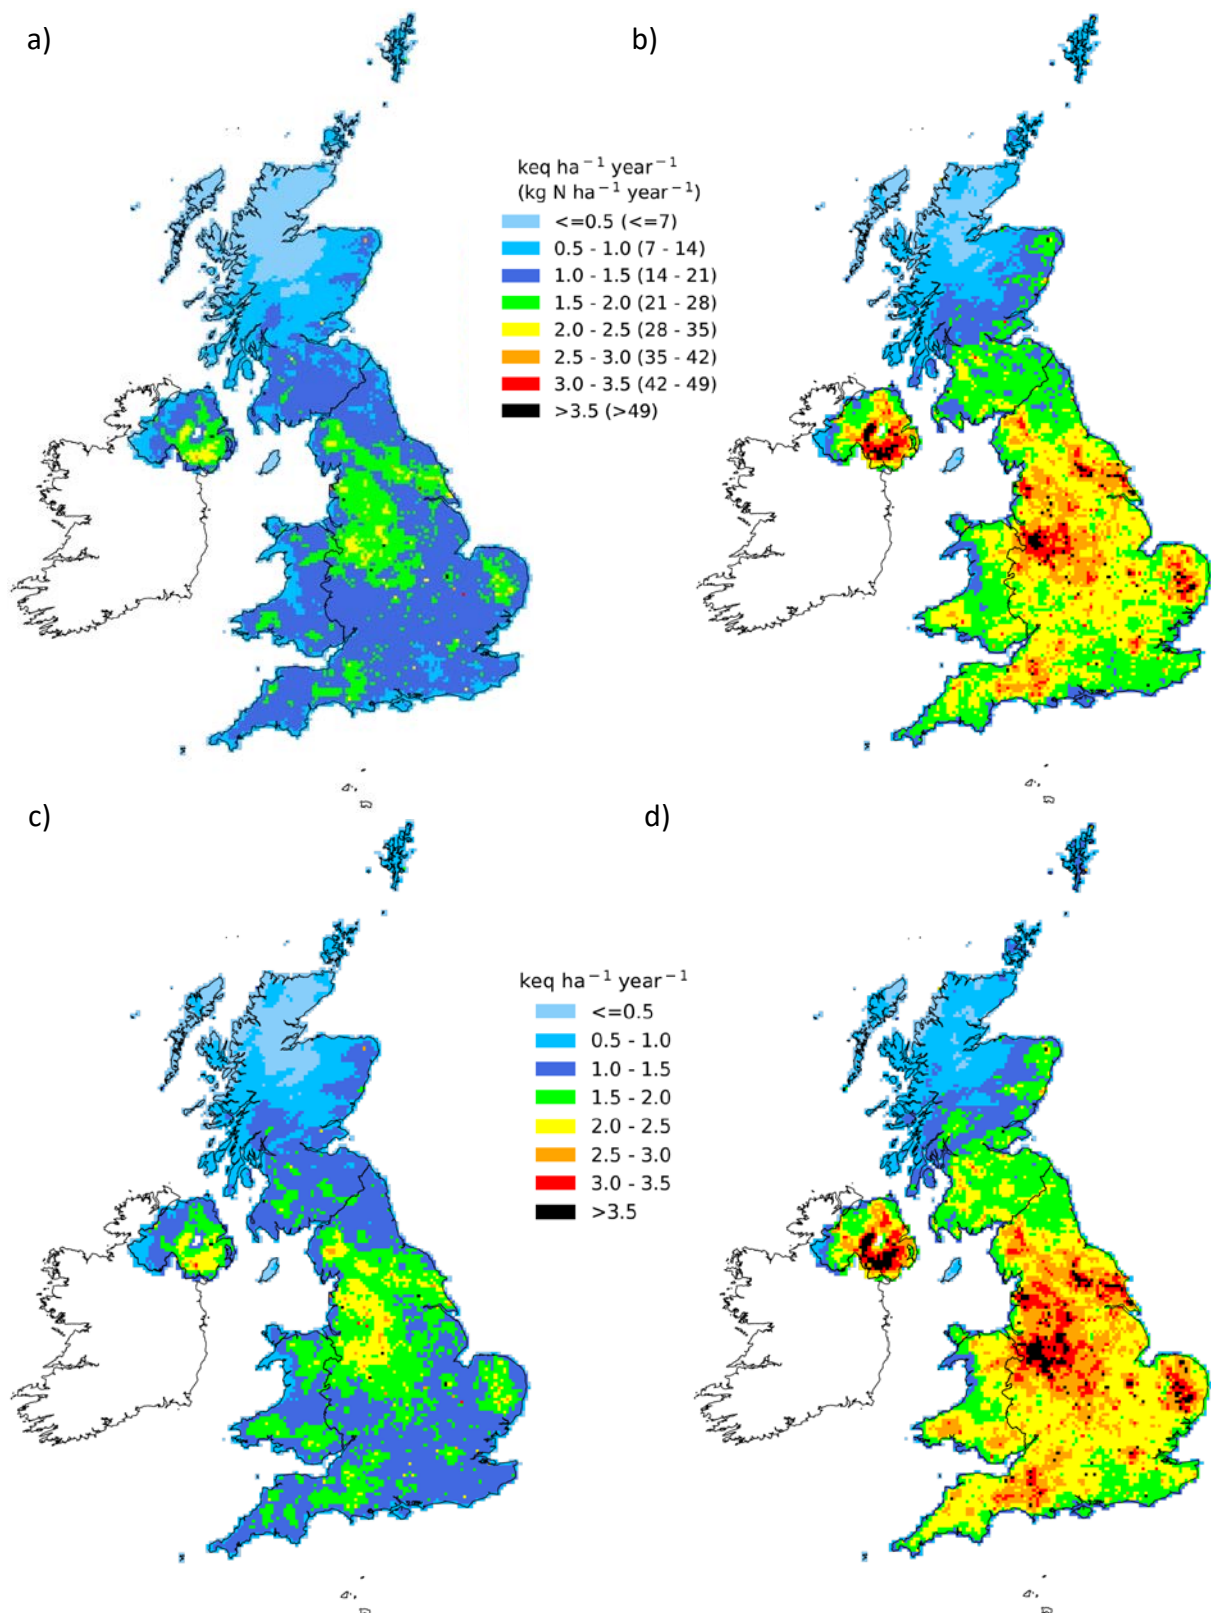 a)
b)
keq ha⁻¹ year⁻¹
(kg N ha⁻¹ year⁻¹)
<=0.5 (<=7)
0.5 - 1.0 (7 - 14)
1.0 - 1.5 (14 - 21)
1.5 - 2.0 (21 - 28)
2.0 - 2.5 (28 - 35)
2.5 - 3.0 (35 - 42)
3.0 - 3.5 (42 - 49)
>3.5 (>49)
c)
d)
keq ha⁻¹ year⁻¹
<=0.5
0.5 - 1.0
1.0 - 1.5
1.5 - 2.0
2.0 - 2.5
2.5 - 3.0
3.0 - 3.5
>3.5